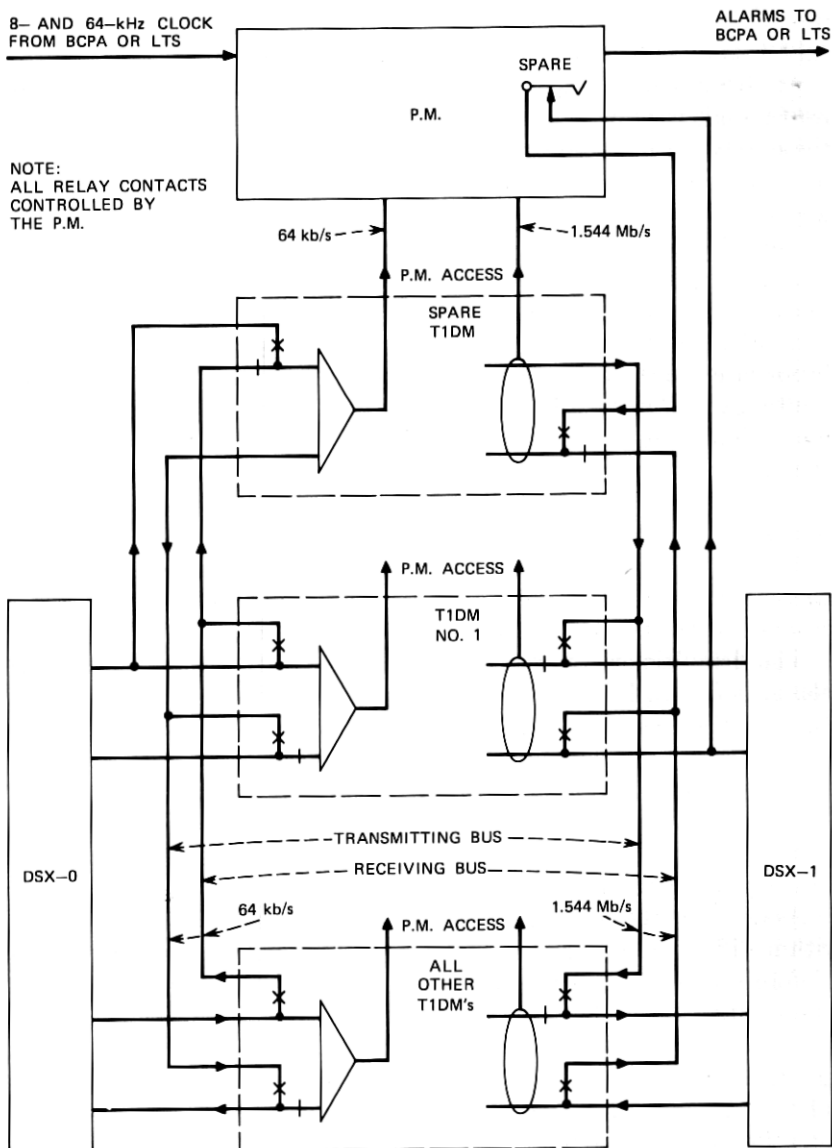 8– AND 64–kHz CLOCK
FROM BCPA OR LTS
ALARMS TO
BCPA OR LTS
SPARE
P.M.
NOTE:
ALL RELAY CONTACTS
CONTROLLED BY
THE P.M.
64 kb/s
1.544 Mb/s
P.M. ACCESS
SPARE
T1DM
P.M. ACCESS
T1DM
NO. 1
TRANSMITTING BUS
RECEIVING BUS
DSX–0
DSX–1
64 kb/s
P.M. ACCESS
1.544 Mb/s
ALL
OTHER
T1DM's